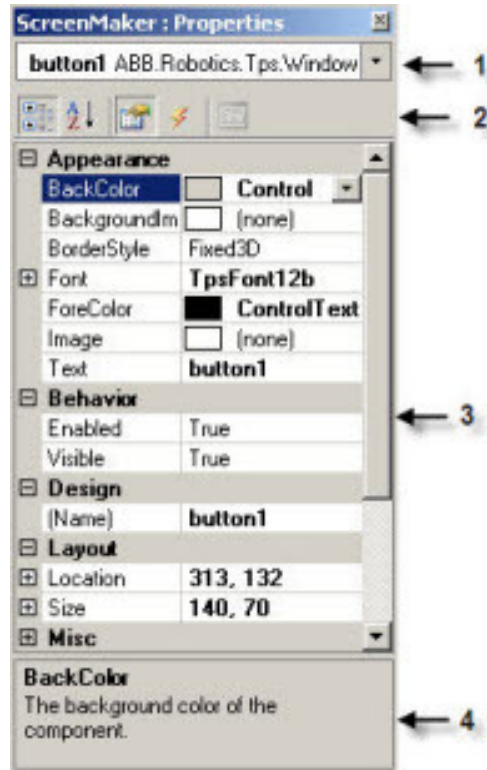 ScreenMaker : Properties
button1 ABB.Robotics.Tps.Window
1
A Z
2
Appearance
BackColor Control
BackgroundIm (none)
BorderStyle Fixed3D
Font TpsFont12b
ForeColor ControlText
Image (none)
Text button1
Behavior
3
Enabled True
Visible True
Design
(Name) button1
Layout
Location 313, 132
Size 140, 70
Misc
BackColor
The background color of the
component.
4